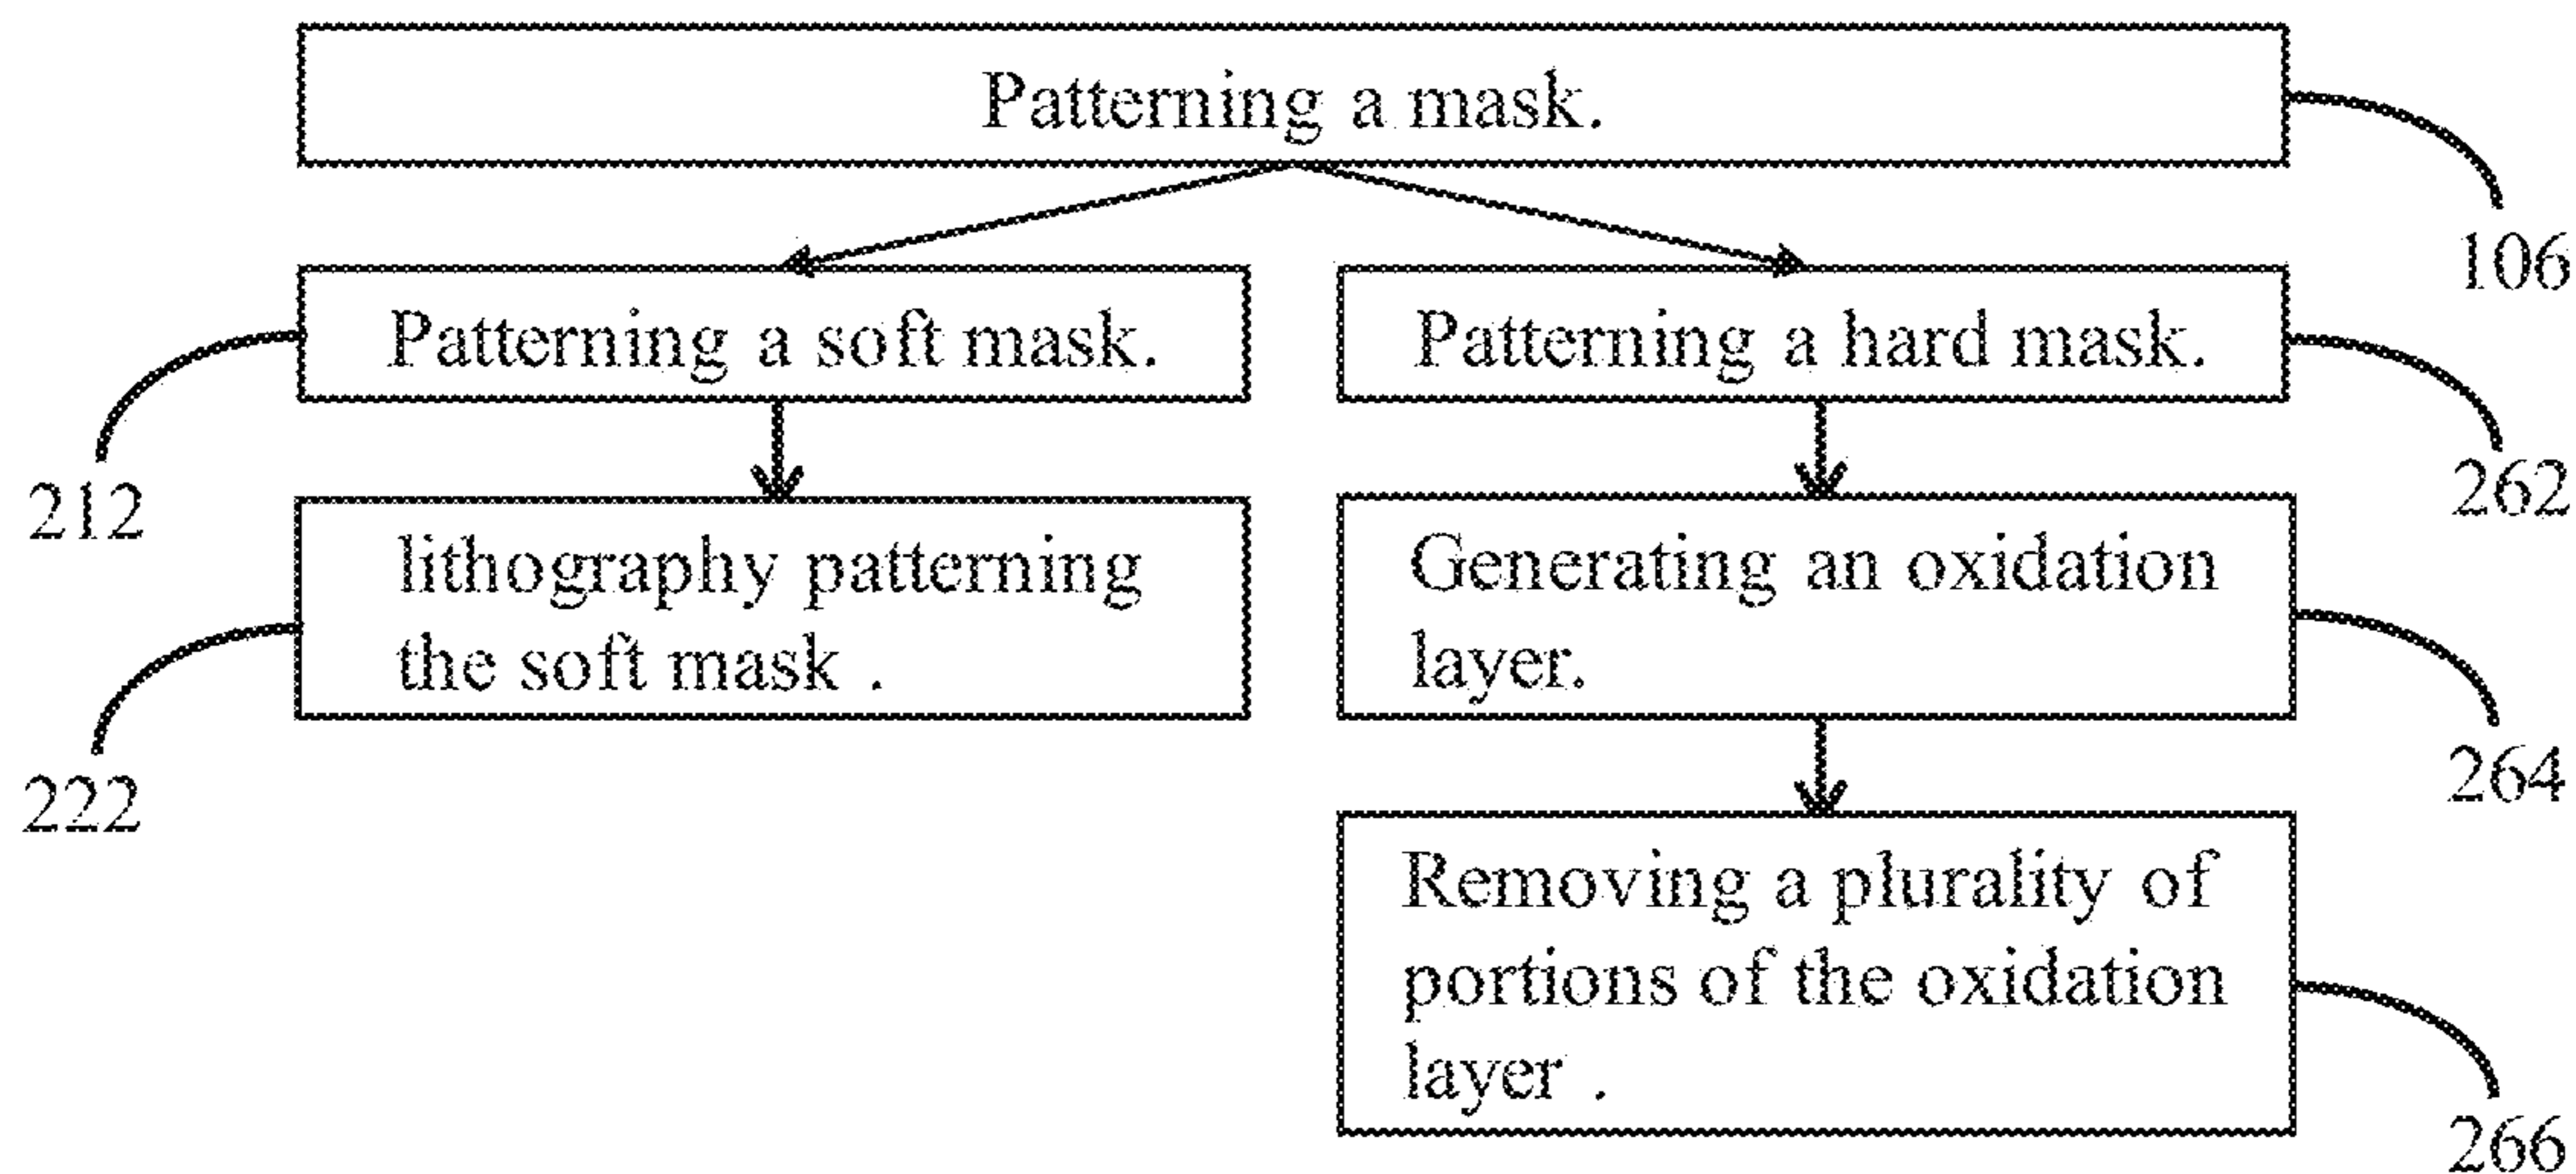 Patterning a mask.
106
Patterning a soft mask.
Patterning a hard mask.
212
262
lithography patterning
the soft mask .
Generating an oxidation
layer.
222
264
Removing a plurality of
portions of the oxidation
layer .
266